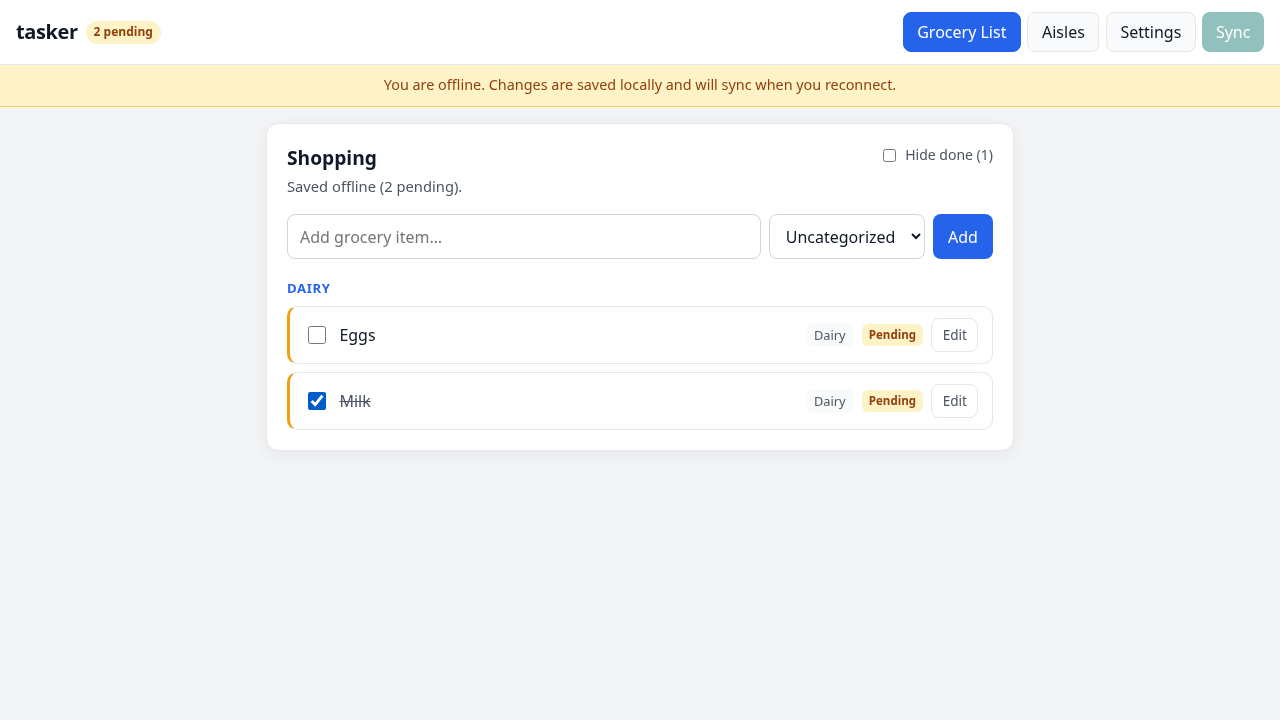 tasker 2 pending Grocery List Aisles Settings Sync
You are offline. Changes are saved locally and will sync when you reconnect.
Shopping Hide done (1)
Saved offline (2 pending).
Add grocery item... Uncategorized Add
DAIRY
Eggs Dairy Pending Edit
Milk Dairy Pending Edit